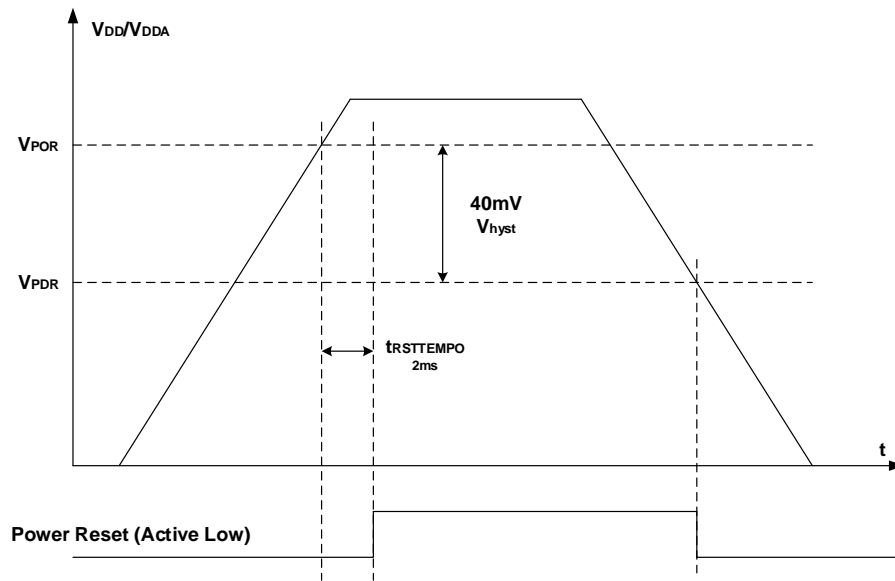 VDD/VDDA
VPOR
40mV
Vhyst
VPDR
tRSTTEMPO
2ms
t
Power Reset (Active Low)